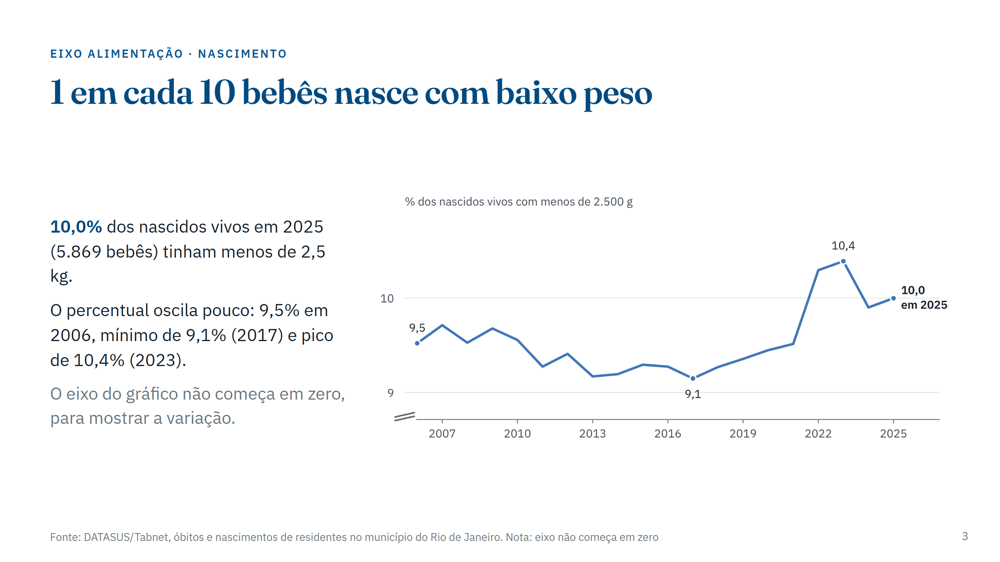 EIXO ALIMENTAÇÃO · NASCIMENTO
1 em cada 10 bebês nasce com baixo peso
10,0% dos nascidos vivos em 2025
(5.869 bebês) tinham menos de 2,5
kg.
O percentual oscila pouco: 9,5% em
2006, mínimo de 9,1% (2017) e pico
de 10,4% (2023).
O eixo do gráfico não começa em zero,
para mostrar a variação.
% dos nascidos vivos com menos de 2.500 g
10,4
10
10,0
em 2025
9,5
9
9,1
2007 2010 2013 2016 2019 2022 2025
Fonte: DATASUS/Tabnet, óbitos e nascimentos de residentes no município do Rio de Janeiro. Nota: eixo não começa em zero
3